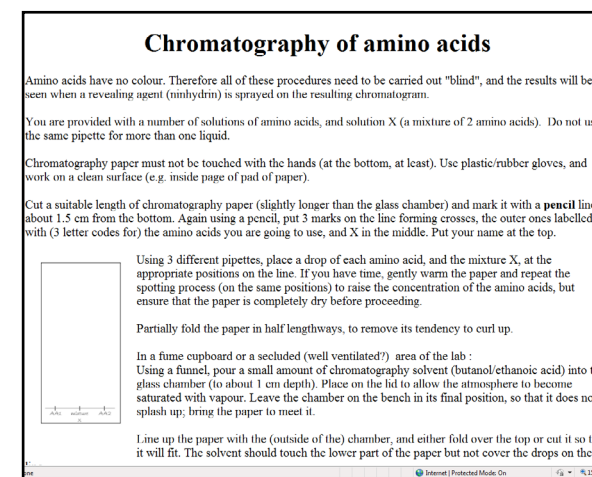 Chromatography of amino acids
Amino acids have no colour. Therefore all of these procedures need to be carried out "blind", and the results will be
seen when a revealing agent (ninhydrin) is sprayed on the resulting chromatogram.
You are provided with a number of solutions of amino acids, and solution X (a mixture of 2 amino acids). Do not us
the same pipette for more than one liquid.
Chromatography paper must not be touched with the hands (at the bottom, at least). Use plastic/rubber gloves, and
work on a clean surface (e.g. inside page of pad of paper).
Cut a suitable length of chromatography paper (slightly longer than the glass chamber) and mark it with a pencil line
about 1.5 cm from the bottom. Again using a pencil, put 3 marks on the line forming crosses, the outer ones labelled
with (3 letter codes for) the amino acids you are going to use, and X in the middle. Put your name at the top.
Using 3 different pipettes, place a drop of each amino acid, and the mixture X, at the
appropriate positions on the line. If you have time, gently warm the paper and repeat the
spotting process (on the same positions) to raise the concentration of the amino acids, but
ensure that the paper is completely dry before proceeding.
Partially fold the paper in half lengthways, to remove its tendency to curl up.
In a fume cupboard or a secluded (well ventilated?) area of the lab :
Using a funnel, pour a small amount of chromatography solvent (butanol/ethanoic acid) into t
glass chamber (to about 1 cm depth). Place on the lid to allow the atmosphere to become
saturated with vapour. Leave the chamber on the bench in its final position, so that it does no
splash up; bring the paper to meet it.
AA1 mixture AA2
X
Line up the paper with the (outside of the) chamber, and either fold over the top or cut it so t
it will fit. The solvent should touch the lower part of the paper but not cover the drops on the
Internet | Protected Mode: On